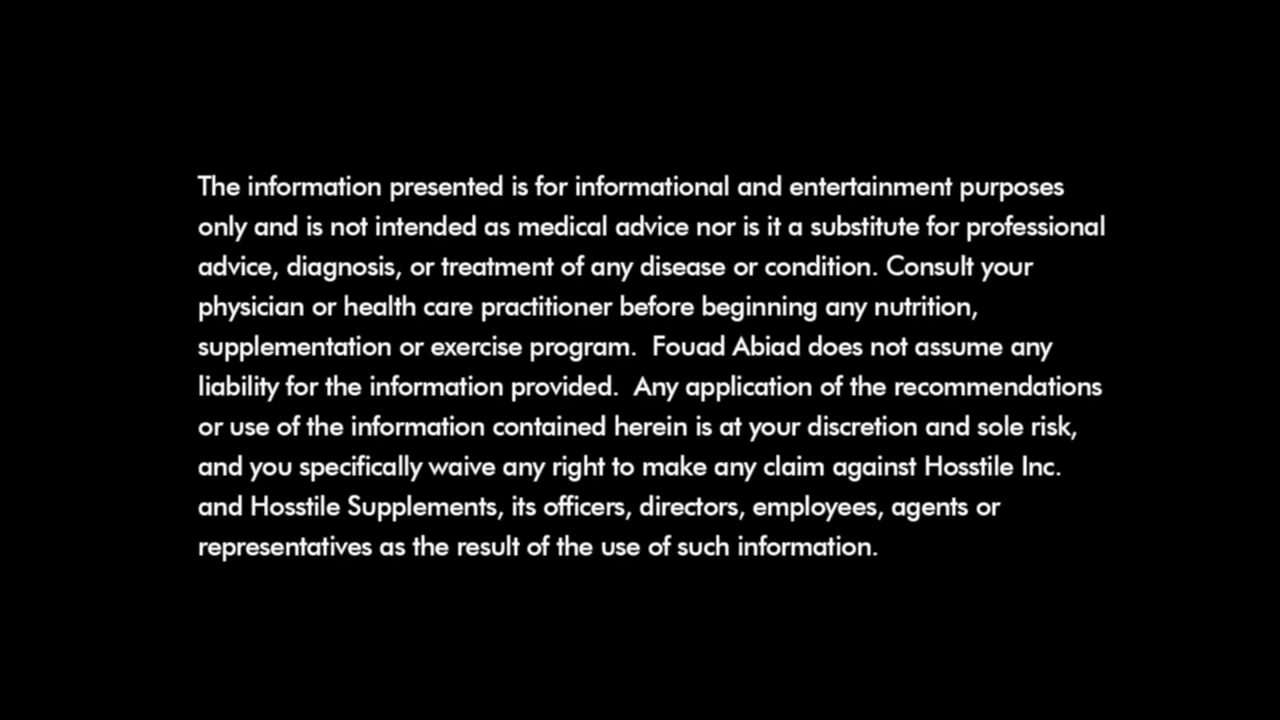 The information presented is for informational and entertainment purposes
only and is not intended as medical advice nor is it a substitute for professional
advice, diagnosis, or treatment of any disease or condition. Consult your
physician or health care practitioner before beginning any nutrition,
supplementation or exercise program.  Fouad Abiad does not assume any
liability for the information provided.  Any application of the recommendations
or use of the information contained herein is at your discretion and sole risk,
and you specifically waive any right to make any claim against Hosstile Inc.
and Hosstile Supplements, its officers, directors, employees, agents or
representatives as the result of the use of such information.